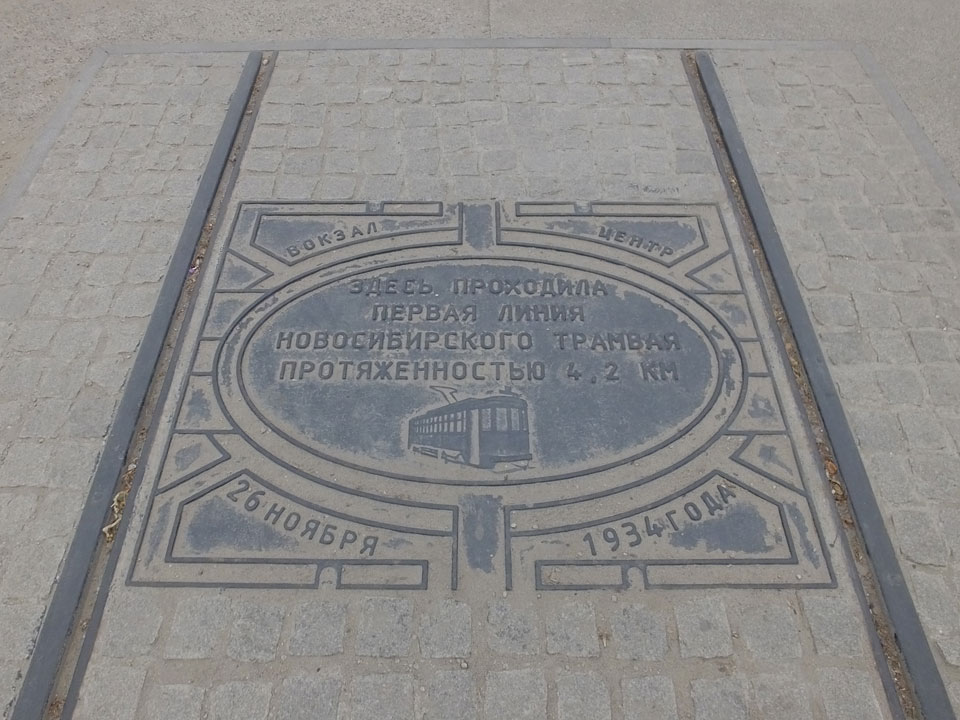 ВОКЗАЛ
ЦЕНТР
ЗДЕСЬ ПРОХОДИЛА
ПЕРВАЯ ЛИНИЯ
НОВОСИБИРСКОГО ТРАМВАЯ
ПРОТЯЖЕННОСТЬЮ 4,2 КМ
26 НОЯБРЯ
1934 ГОДА